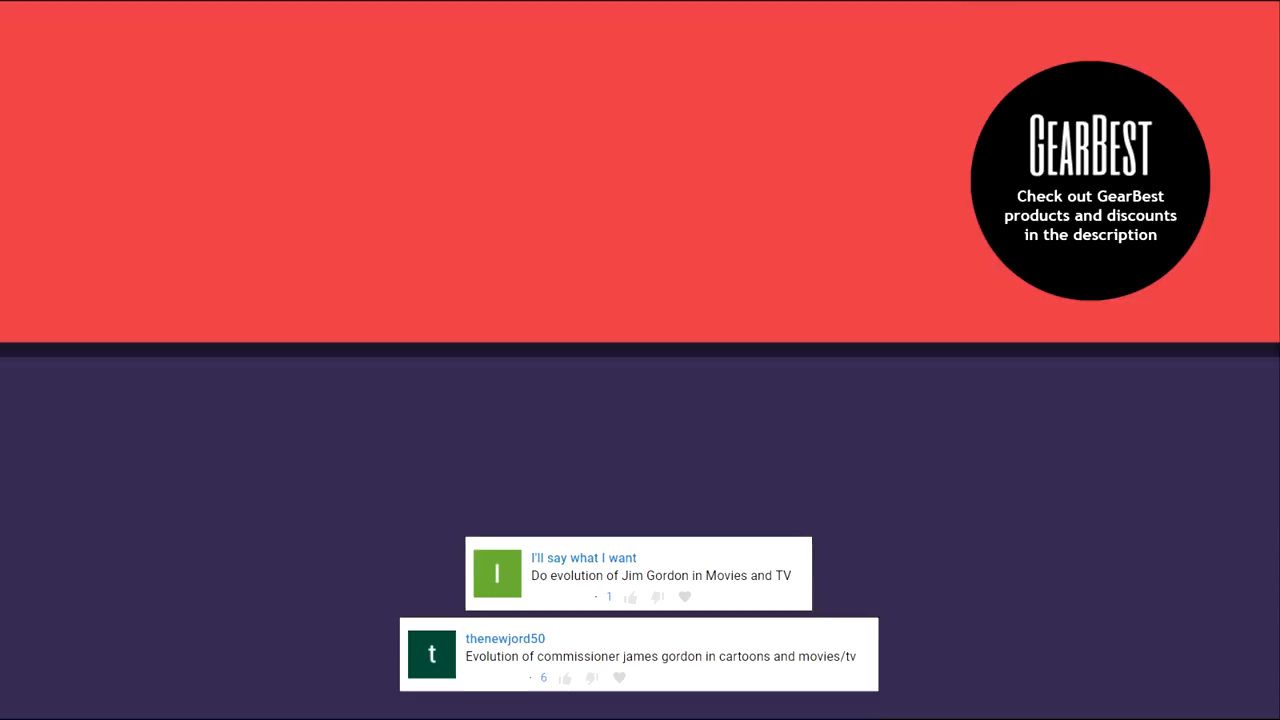 GEARBEST
Check out GearBest
products and discounts
in the description
I
I'll say what I want
Do evolution of Jim Gordon in Movies and TV
· 1
t
thenewjord50
Evolution of commissioner james gordon in cartoons and movies/tv
· 6